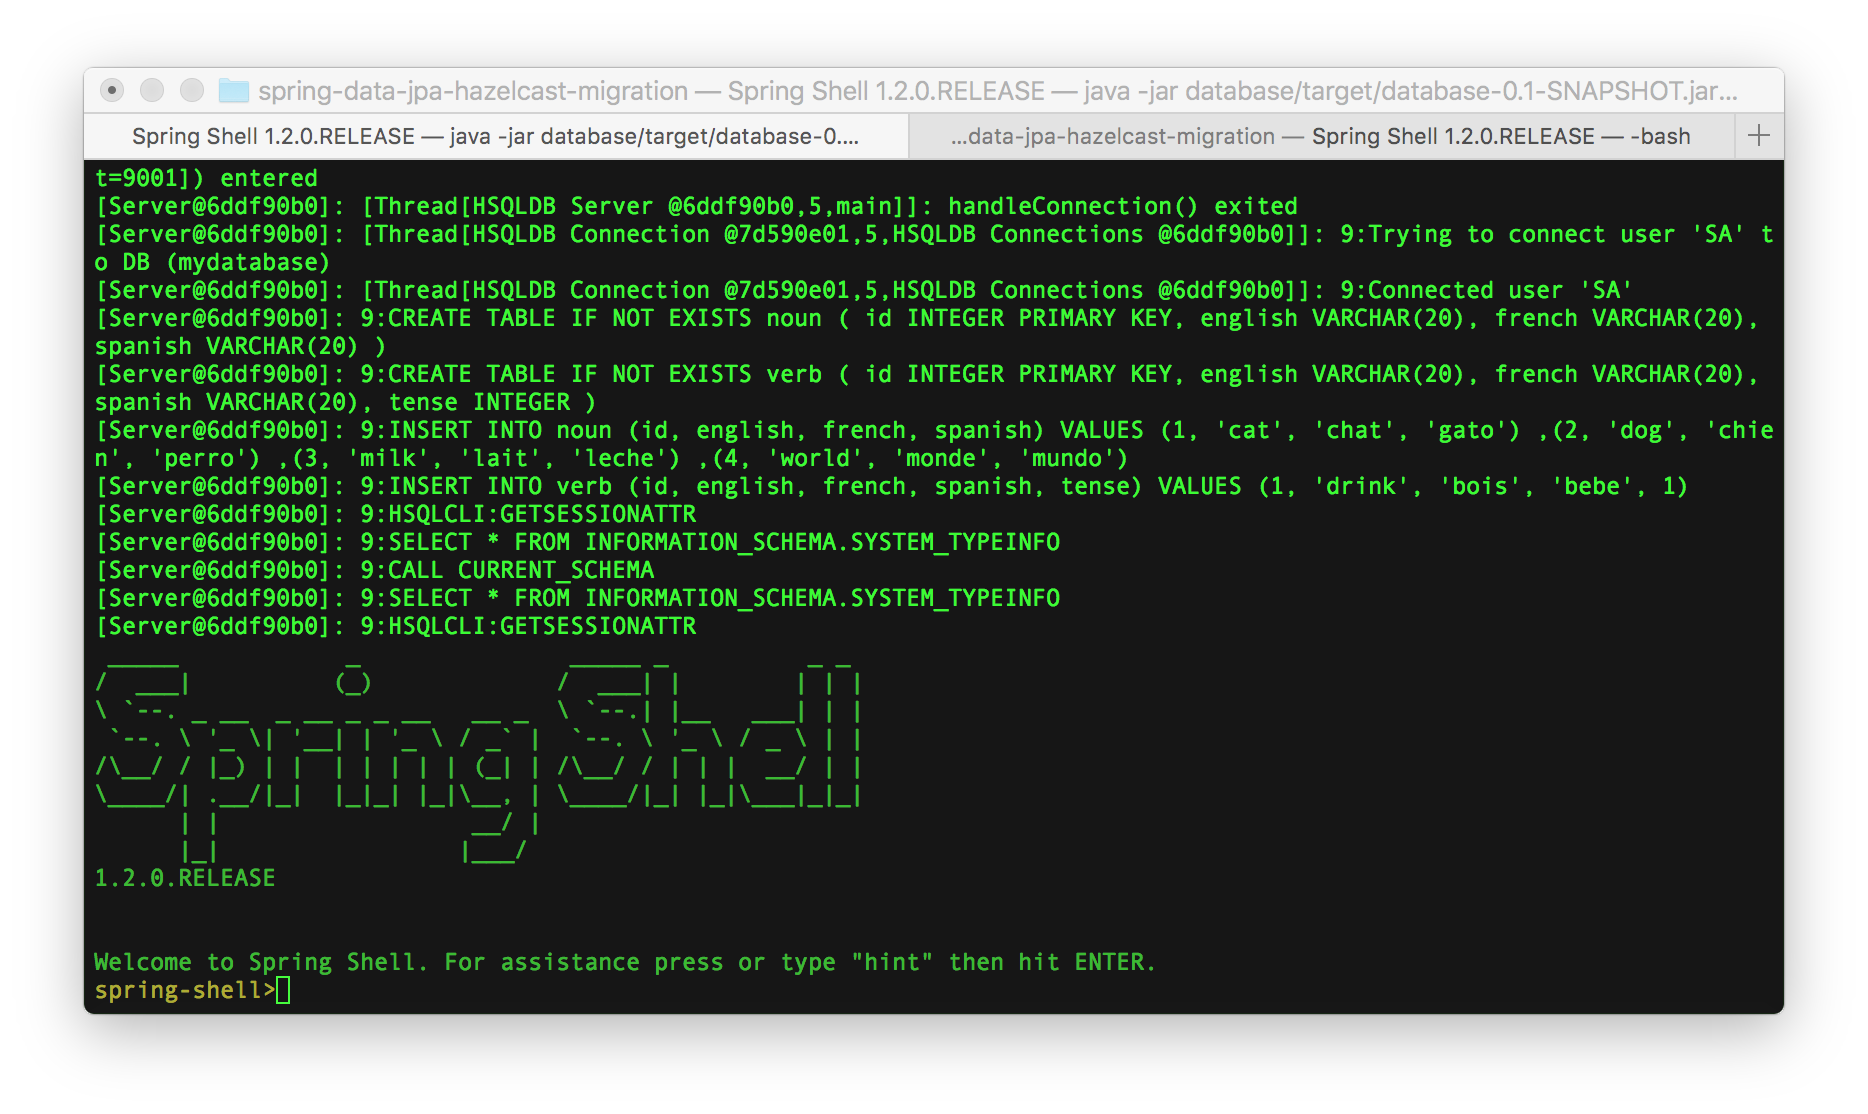 spring-data-jpa-hazelcast-migration — Spring Shell 1.2.0.RELEASE — java -jar database/target/database-0.1-SNAPSHOT.jar...
Spring Shell 1.2.0.RELEASE — java -jar database/target/database-0.... ...data-jpa-hazelcast-migration — Spring Shell 1.2.0.RELEASE — -bash +
t=9001]) entered
[Server@6ddf90b0]: [Thread[HSQLDB Server @6ddf90b0,5,main]]: handleConnection() exited
[Server@6ddf90b0]: [Thread[HSQLDB Connection @7d590e01,5,HSQLDB Connections @6ddf90b0]]: 9:Trying to connect user 'SA' t
o DB (mydatabase)
[Server@6ddf90b0]: [Thread[HSQLDB Connection @7d590e01,5,HSQLDB Connections @6ddf90b0]]: 9:Connected user 'SA'
[Server@6ddf90b0]: 9:CREATE TABLE IF NOT EXISTS noun ( id INTEGER PRIMARY KEY, english VARCHAR(20), french VARCHAR(20),
spanish VARCHAR(20) )
[Server@6ddf90b0]: 9:CREATE TABLE IF NOT EXISTS verb ( id INTEGER PRIMARY KEY, english VARCHAR(20), french VARCHAR(20),
spanish VARCHAR(20), tense INTEGER )
[Server@6ddf90b0]: 9:INSERT INTO noun (id, english, french, spanish) VALUES (1, 'cat', 'chat', 'gato') ,(2, 'dog', 'chie
n', 'perro') ,(3, 'milk', 'lait', 'leche') ,(4, 'world', 'monde', 'mundo')
[Server@6ddf90b0]: 9:INSERT INTO verb (id, english, french, spanish, tense) VALUES (1, 'drink', 'bois', 'bebe', 1)
[Server@6ddf90b0]: 9:HSQLCLI:GETSESSIONATTR
[Server@6ddf90b0]: 9:SELECT * FROM INFORMATION_SCHEMA.SYSTEM_TYPEINFO
[Server@6ddf90b0]: 9:CALL CURRENT_SCHEMA
[Server@6ddf90b0]: 9:SELECT * FROM INFORMATION_SCHEMA.SYSTEM_TYPEINFO
[Server@6ddf90b0]: 9:HSQLCLI:GETSESSIONATTR
Spring Shell
1.2.0.RELEASE
Welcome to Spring Shell. For assistance press or type "hint" then hit ENTER.
spring-shell>